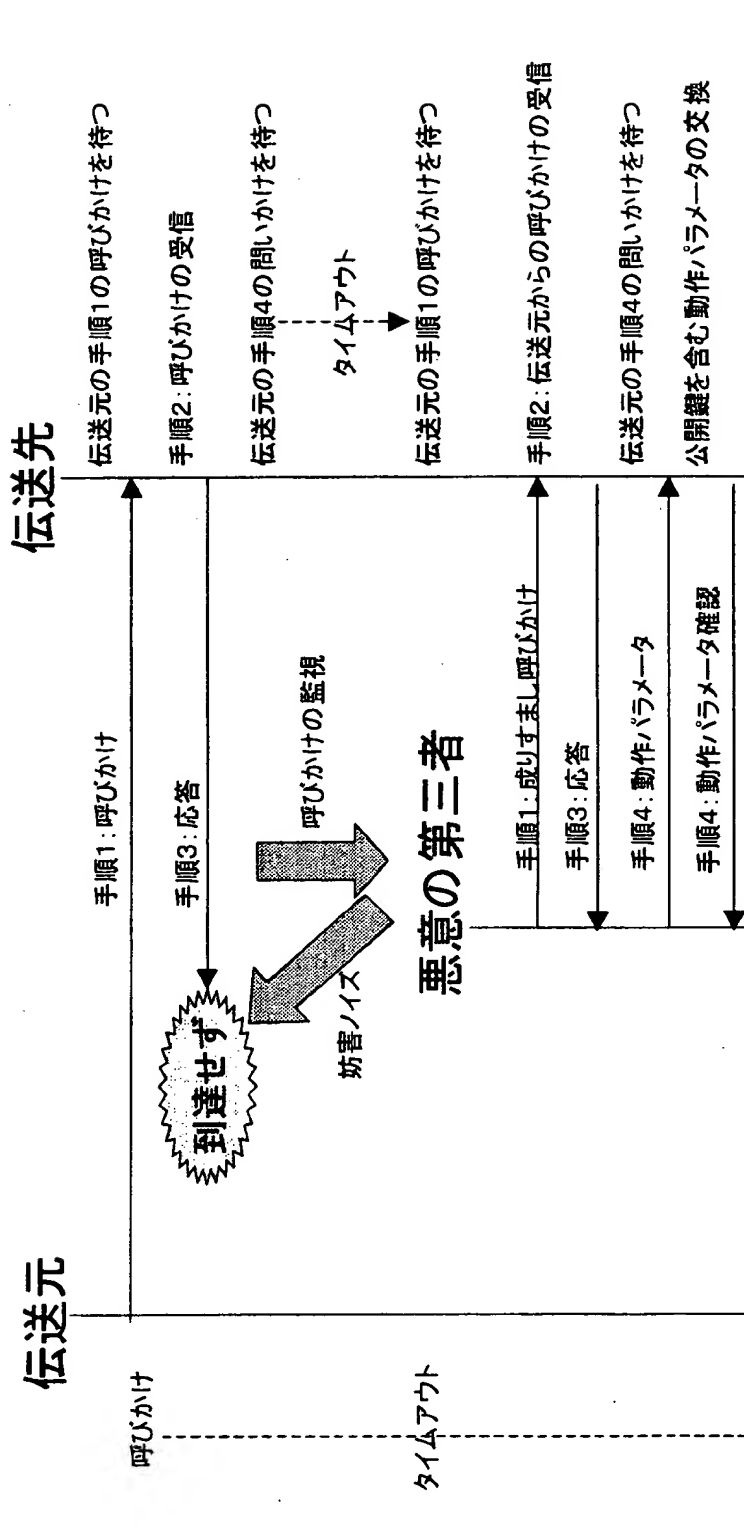 伝送元
伝送先
呼びかけ
手順1:呼びかけ
伝送元の手順1の呼びかけを待つ
到達せず
手順3:応答
手順2:呼びかけの受信
伝送元の手順4の問いかけを待つ
呼びかけの監視
妨害ノイズ
タイムアウト
タイムアウト
悪意の第三者
伝送元の手順1の呼びかけを待つ
手順1:成りすまし呼びかけ
手順2:伝送元からの呼びかけの受信
手順3:応答
伝送元の手順4の問いかけを待つ
手順4:動作パラメータ
公開鍵を含む動作パラメータの交換
手順4:動作パラメータ確認